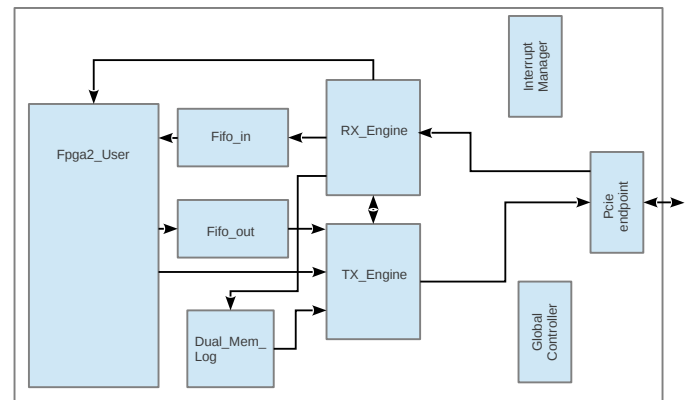 Interrupt
Manager
Fpga2_User
Fifo_in
RX_Engine
Pcie
endpoint
Fifo_out
TX_Engine
Dual_Mem_
Log
Global
Controller